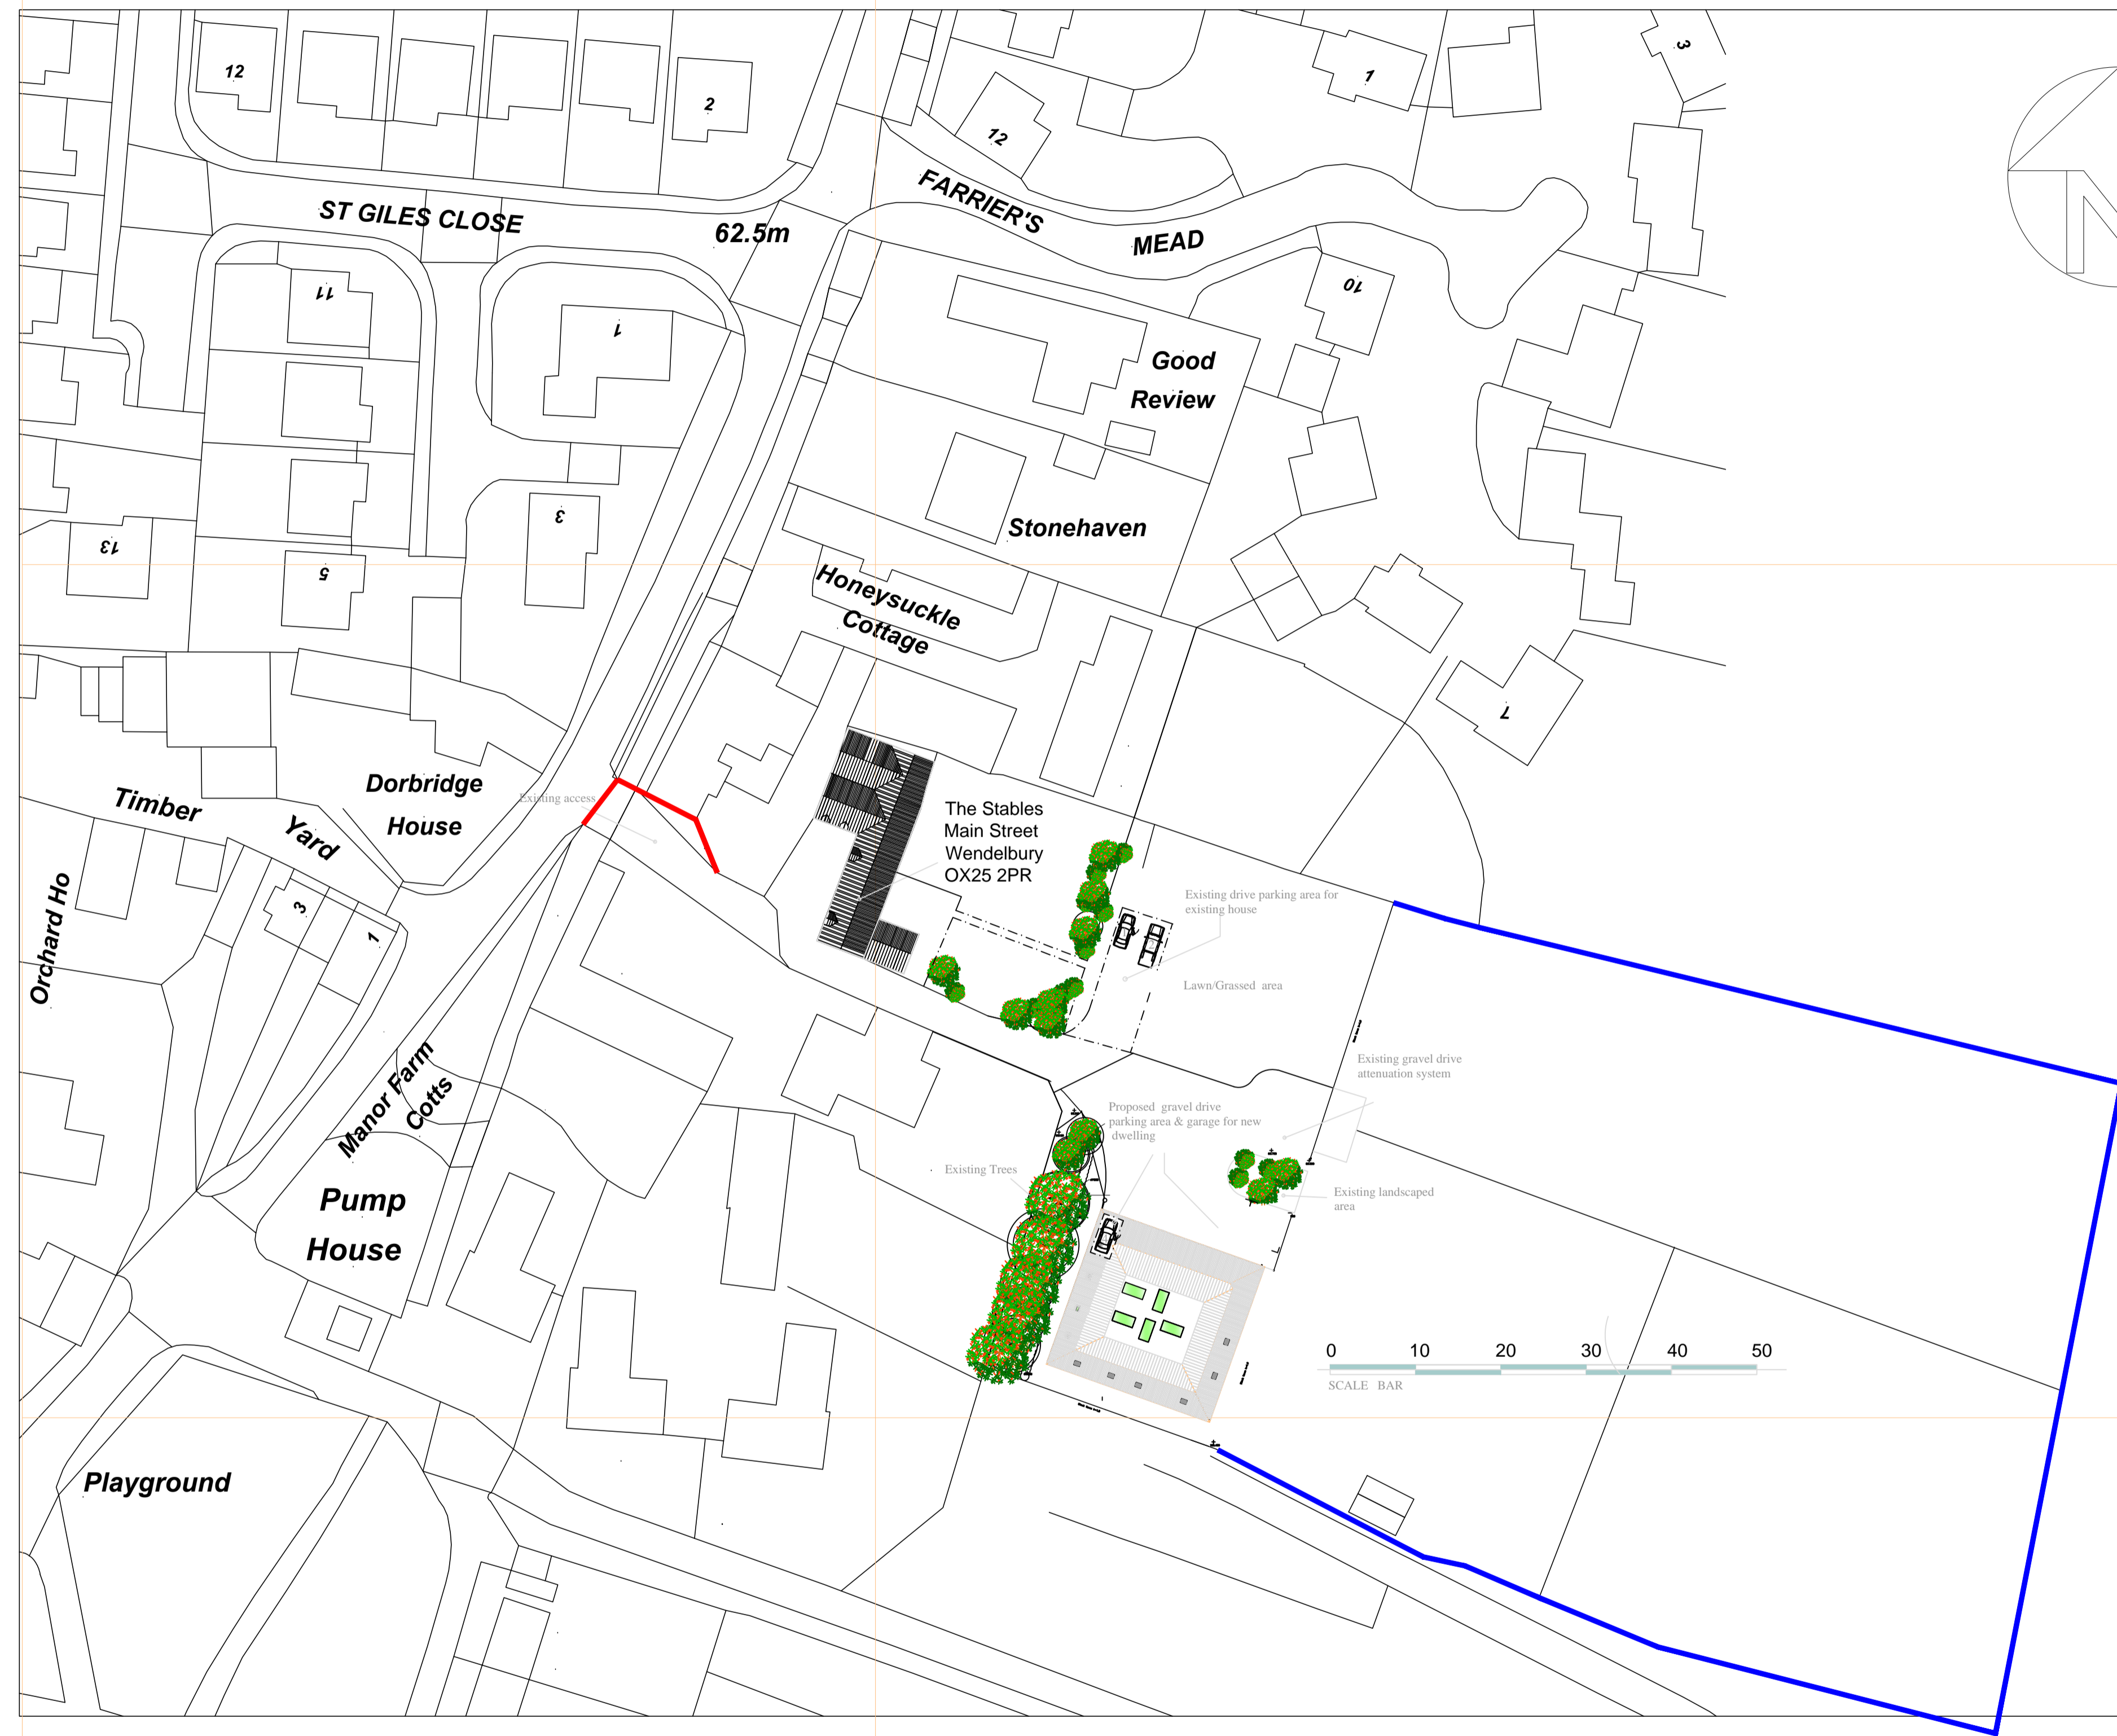 12
2
12
1
3
ST GILES CLOSE
62.5m
FARRIER'S
MEAD
11
1
10
Good
Review
Stonehaven
3
13
5
Honeysuckle
Cottage
7
Timber
Yard
Dorbridge
House
Existing access
The Stables
Main Street
Wendelbury
OX25 2PR
Orchard Ho
3
1
Existing drive parking area for
existing house
Lawn/Grassed area
Existing gravel drive
attenuation system
Manor Farm
Cotts
Proposed gravel drive
parking area & garage for new
dwelling
Existing Trees
Existing landscaped
area
Pump
House
0 10 20 30 40 50
SCALE BAR
Playground